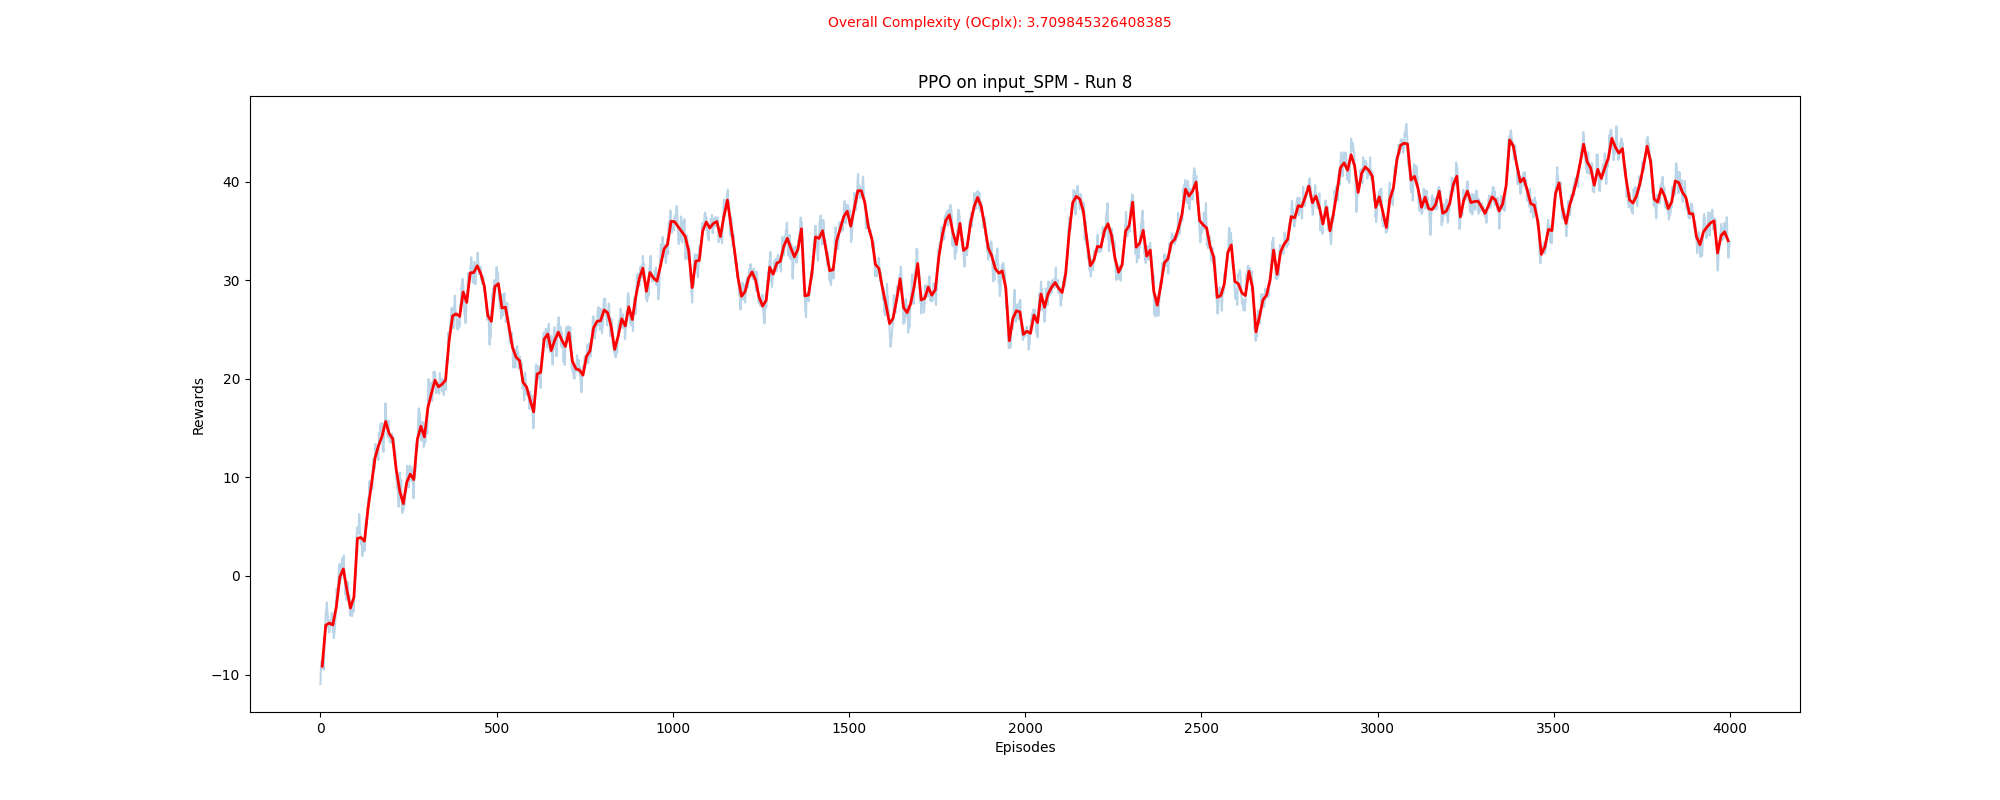 Overall Complexity (OCplx): 3.709845326408385
PPO on input_SPM - Run 8
40
30
20
10
0
−10
Rewards
0 500 1000 1500 2000 2500 3000 3500 4000
Episodes